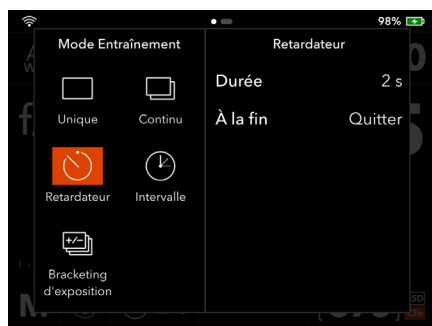 98%
Mode Entraînement
Retardateur
Unique
Continu
Retardateur
Intervalle
Bracketing
d'exposition
Durée 2 s
À la fin Quitter